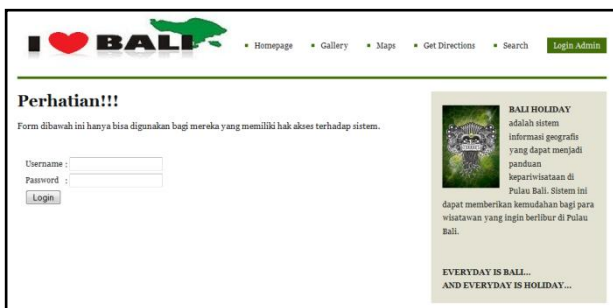 I ❤ BALI
Homepage
Gallery
Maps
Get Directions
Search
Login Admin
Perhatian!!!
Form dibawah ini hanya bisa digunakan bagi mereka yang memiliki hak akses terhadap sistem.
Username :
Password :
Login
BALI HOLIDAY
adalah sistem
informasi geografis
yang dapat menjadi
panduan
kepariwisataan di
Pulau Bali. Sistem ini
dapat memberikan kemudahan bagi para
wisatawan yang ingin berlibur di Pulau
Bali.
EVERYDAY IS BALI...
AND EVERYDAY IS HOLIDAY...